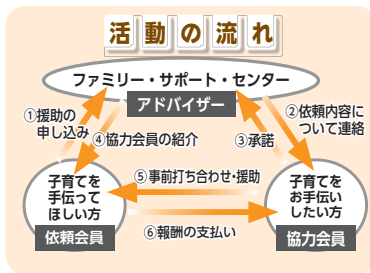 活動の流れ
ファミリー・サポート・センター
アドバイザー
①援助の
申し込み
②依頼内容に
ついて連絡
④協力会員の紹介
③承諾
子育てを
手伝って
ほしい方
依頼会員
⑤事前打ち合わせ・援助
⑥報酬の支払い
子育てを
お手伝い
したい方
協力会員